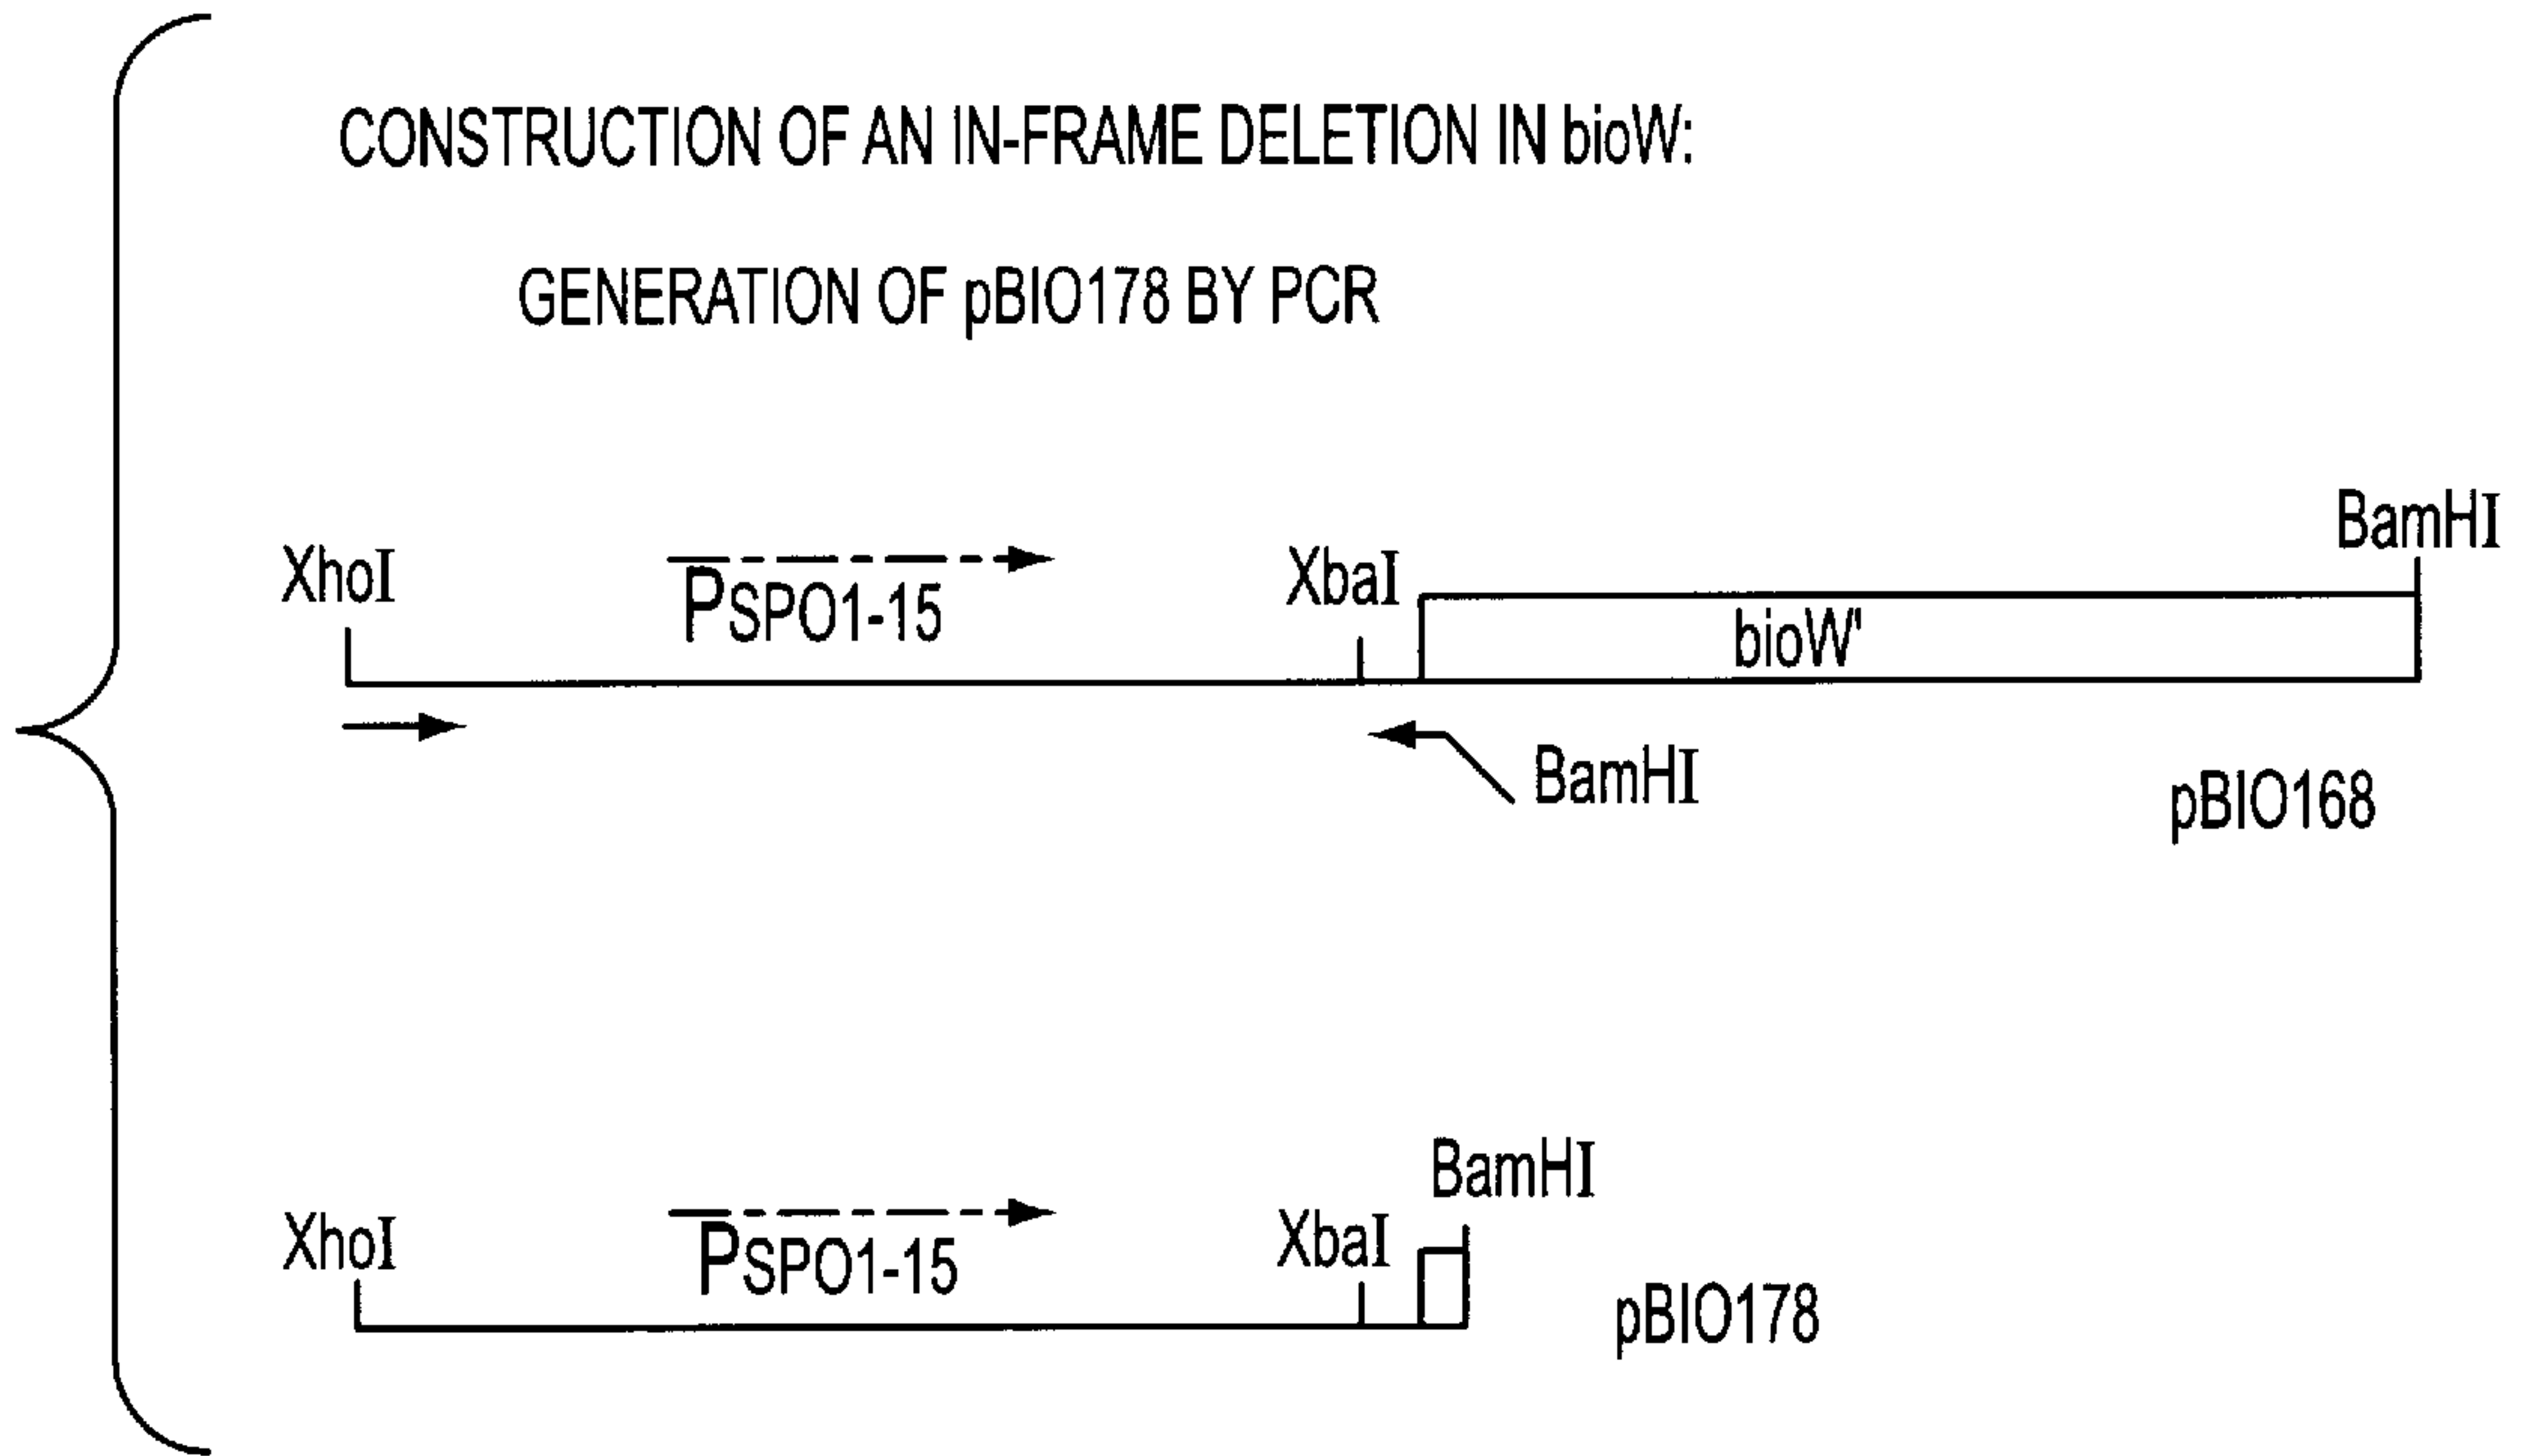 CONSTRUCTION OF AN IN-FRAME DELETION IN bioW:
GENERATION OF pBIO178 BY PCR
BamHI
XhoI
PSPO1-15
XbaI
bioW'
BamHI
pBIO168
BamHI
XhoI
PSPO1-15
XbaI
pBIO178